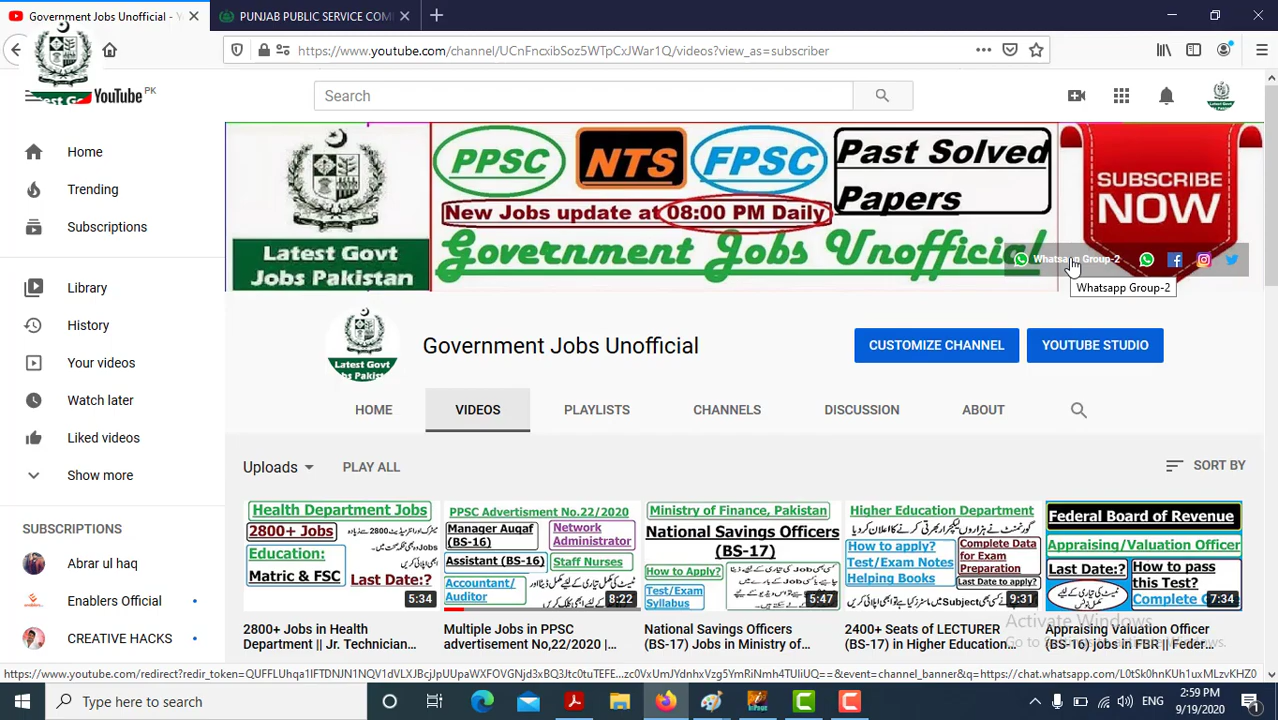 Government Jobs Unofficial - Y
PUNJAB PUBLIC SERVICE COM
https://www.youtube.com/channel/UCnFncxibSoz5WTpCxJWar1Q/videos?view_as=subscriber
YouTube PK
Search
Home
Trending
Subscriptions
Library
History
Your videos
Watch later
Liked videos
Show more
SUBSCRIPTIONS
Abrar ul haq
Enablers Official
CREATIVE HACKS
Latest Govt
Jobs Pakistan
PPSC NTS FPSC
Past Solved
Papers
New Jobs update at 08:00 PM Daily
Government Jobs Unofficial
SUBSCRIBE
NOW
Whatsapp Group-2
Whatsapp Group-2
Latest Govt
Jobs Pakistan
Government Jobs Unofficial
CUSTOMIZE CHANNEL
YOUTUBE STUDIO
HOME
VIDEOS
PLAYLISTS
CHANNELS
DISCUSSION
ABOUT
Uploads
PLAY ALL
SORT BY
Health Department Jobs
2800+ Jobs
Education:
Matric & FSC
Last Date:?
5:34
2800+ Jobs in Health
Department || Jr. Technician...
PPSC Advertisment No.22/2020
Manager Auqaf
(BS-16)
Network
Administrator
Assistant (BS-16)
Staff Nurses
Accountant/
Auditor
8:22
Multiple Jobs in PPSC
advertisement No,22/2020 |...
Ministry of Finance, Pakistan
National Savings Officers
(BS-17)
How to Apply?
Test/Exam
Syllabus
5:47
National Savings Officers
(BS-17) Jobs in Ministry of...
Higher Education Department
How to apply?
Test/Exam Notes
Helping Books
Complete Data
for Exam
Preparation
Last Date to apply?
9:31
2400+ Seats of LECTURER
(BS-17) in Higher Education...
Federal Board of Revenue
Appraising/Valuation Officer
Last Date:?
How to pass
this Test?
Complete
7:34
Appraising Valuation Officer
(BS-16) jobs in FBR || Feder...
Activate Windows
Type here to search
ENG
2:59 PM
9/19/2020